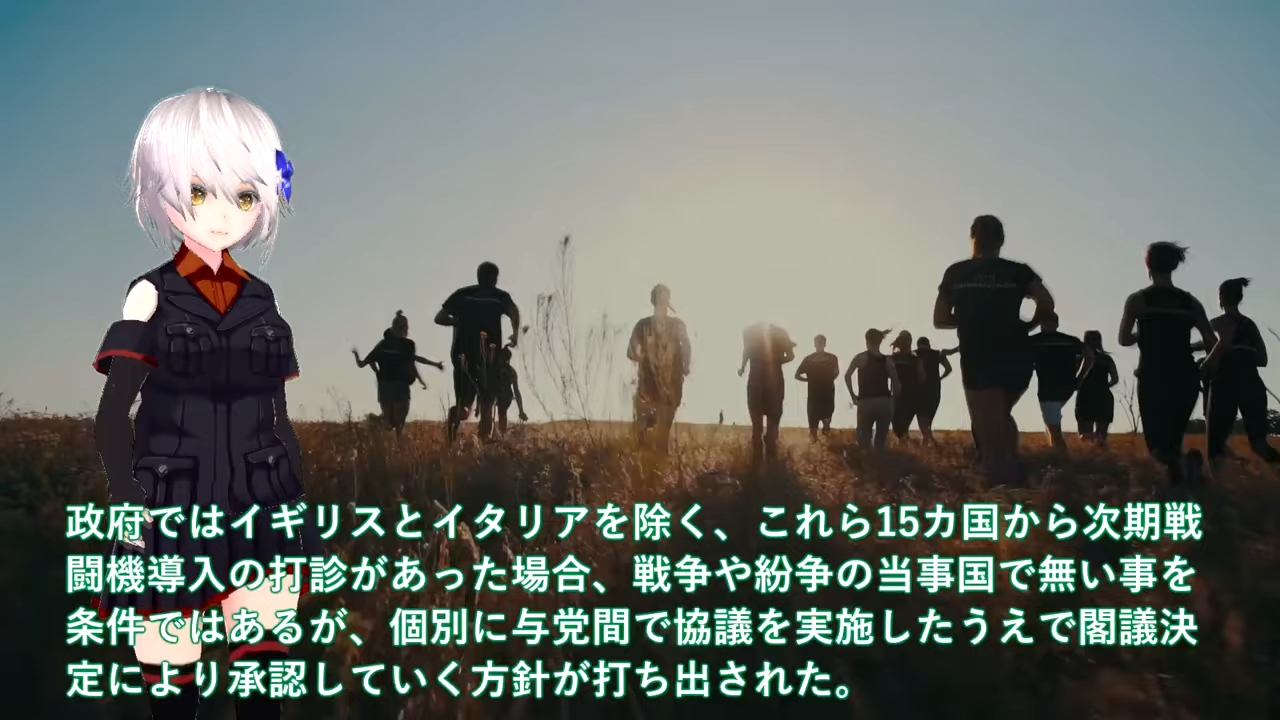 政府ではイギリスとイタリアを除く、これら15カ国から次期戦
闘機導入の打診があった場合、戦争や紛争の当事国で無い事を
条件ではあるが、個別に与党間で協議を実施したうえで閣議決
定により承認していく方針が打ち出された。